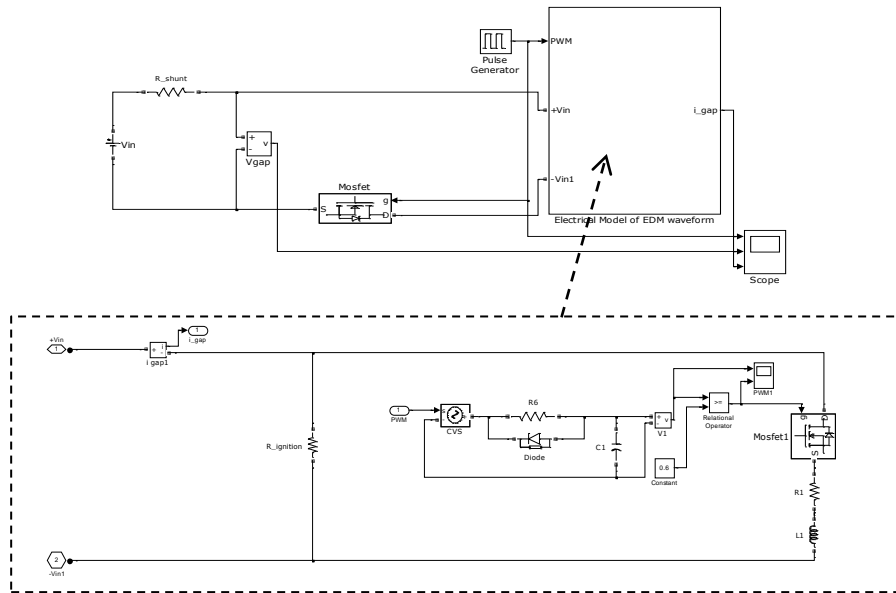 Pulse
Generator
PWM
+Vin
-Vin1
i_gap
Electrical Model of EDM waveform
R_shunt
Vin
+
-
v
Vgap
Mosfet
S
g
D
Scope
+Vin
1
+
-
i
i gap1
1
i_gap
R_ignition
1
PWM
s
-
+
CVS
R6
Diode
C1
+
-
v
V1
0.6
Constant
>=
Relational
Operator
PWM1
g
D
S
Mosfet1
R1
L1
2
-Vin1